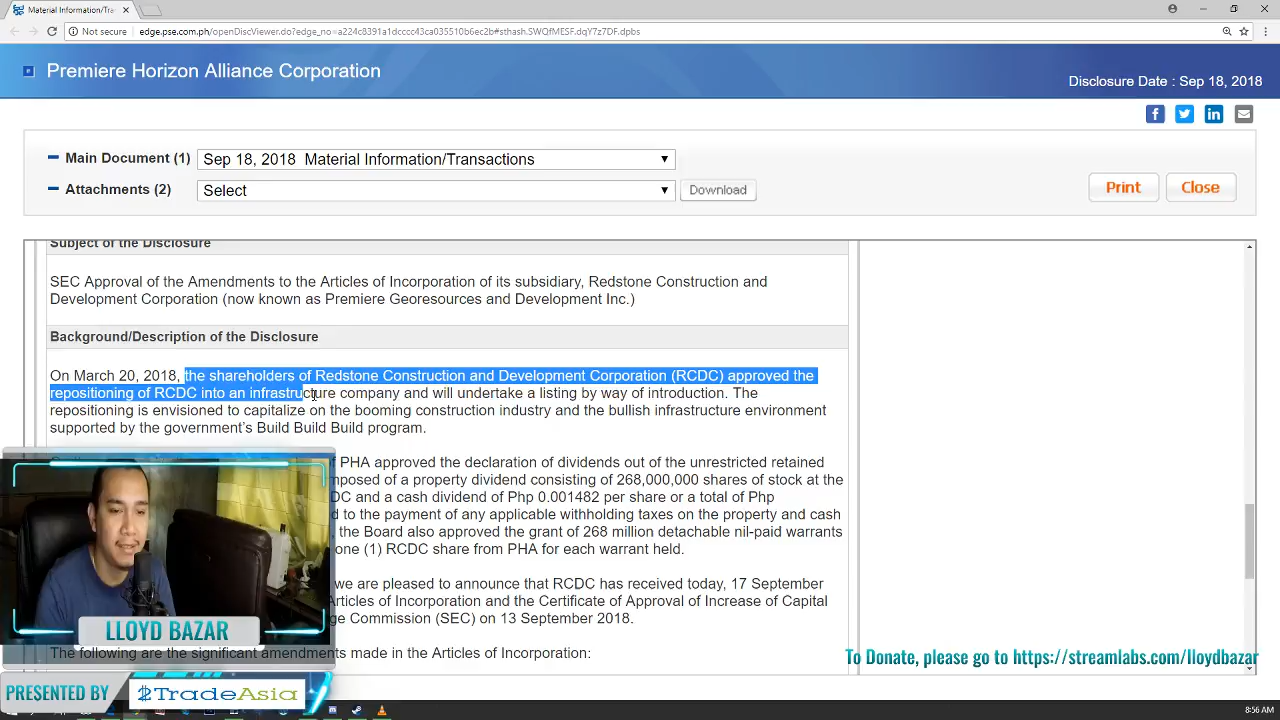 Material Information/Trans
Not secure | edge.pse.com.ph/openDiscViewer.do?edge_no=a224c8391a1dcccc43ca035510b6ec2b#sthash.SWQfMESF.dqY7z7DF.dpbs
Premiere Horizon Alliance Corporation
Disclosure Date : Sep 18, 2018
Main Document (1)
Sep 18, 2018 Material Information/Transactions
Attachments (2)
Select
Download
Print
Close
Subject of the Disclosure
SEC Approval of the Amendments to the Articles of Incorporation of its subsidiary, Redstone Construction and
Development Corporation (now known as Premiere Georesources and Development Inc.)
Background/Description of the Disclosure
On March 20, 2018, the shareholders of Redstone Construction and Development Corporation (RCDC) approved the
repositioning of RCDC into an infrastructure company and will undertake a listing by way of introduction. The
repositioning is envisioned to capitalize on the booming construction industry and the bullish infrastructure environment
supported by the government's Build Build Build program.
of PHA approved the declaration of dividends out of the unrestricted retained
mposed of a property dividend consisting of 268,000,000 shares of stock at the
DC and a cash dividend of Php 0.001482 per share or a total of Php
d to the payment of any applicable withholding taxes on the property and cash
, the Board also approved the grant of 268 million detachable nil-paid warrants
one (1) RCDC share from PHA for each warrant held.
we are pleased to announce that RCDC has received today, 17 September
Articles of Incorporation and the Certificate of Approval of Increase of Capital
ge Commission (SEC) on 13 September 2018.
The following are the significant amendments made in the Articles of Incorporation:
LLOYD BAZAR
PRESENTED BY
TradeAsia
To Donate, please go to https://streamlabs.com/lloydbazar
8:56 AM